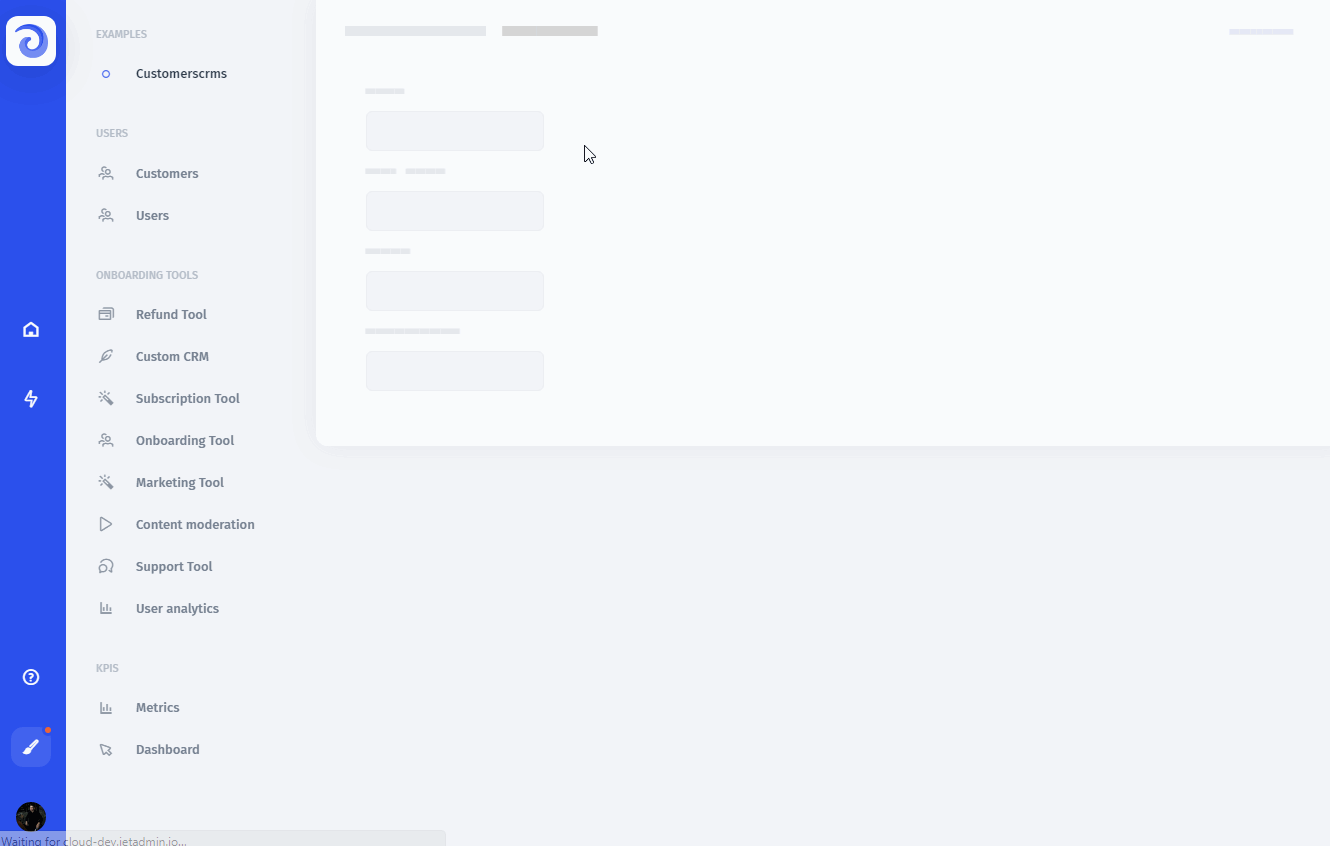 EXAMPLES
Customerscrms
USERS
Customers
Users
ONBOARDING TOOLS
Refund Tool
Custom CRM
Subscription Tool
Onboarding Tool
Marketing Tool
Content moderation
Support Tool
User analytics
KPIS
Metrics
Dashboard
Waiting for cloud-dev.jetadmin.io...